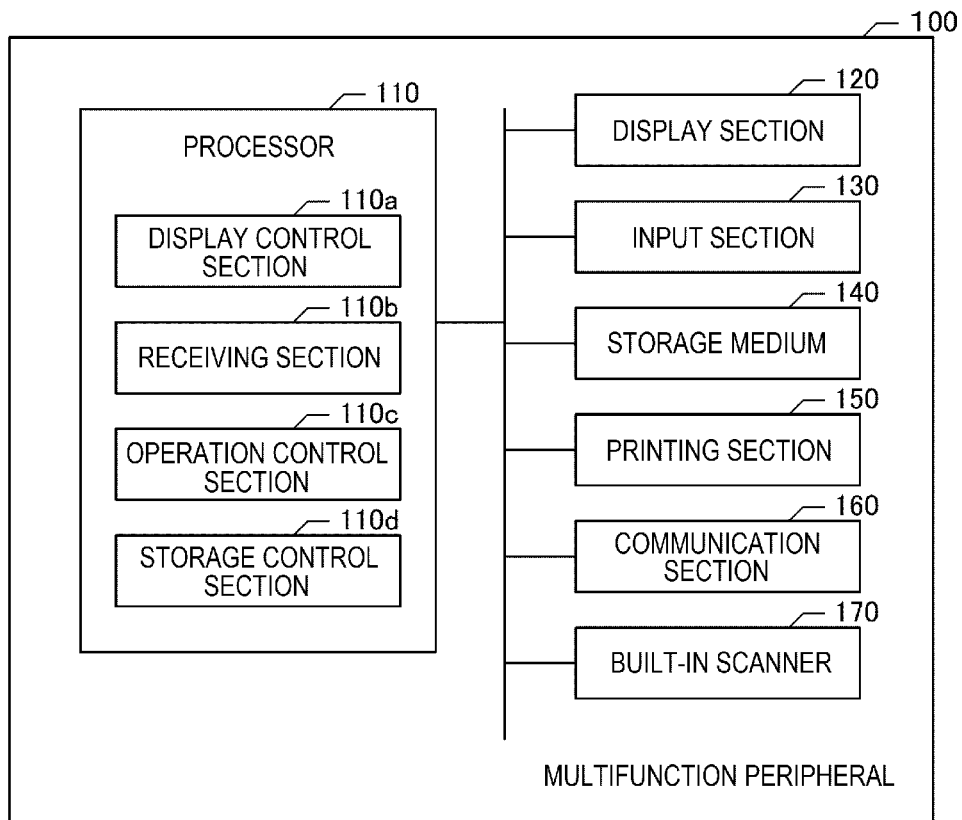 100
110
PROCESSOR
110a
DISPLAY CONTROL
SECTION
110b
RECEIVING SECTION
110c
OPERATION CONTROL
SECTION
110d
STORAGE CONTROL
SECTION
120
DISPLAY SECTION
130
INPUT SECTION
140
STORAGE MEDIUM
150
PRINTING SECTION
160
COMMUNICATION
SECTION
170
BUILT-IN SCANNER
MULTIFUNCTION PERIPHERAL